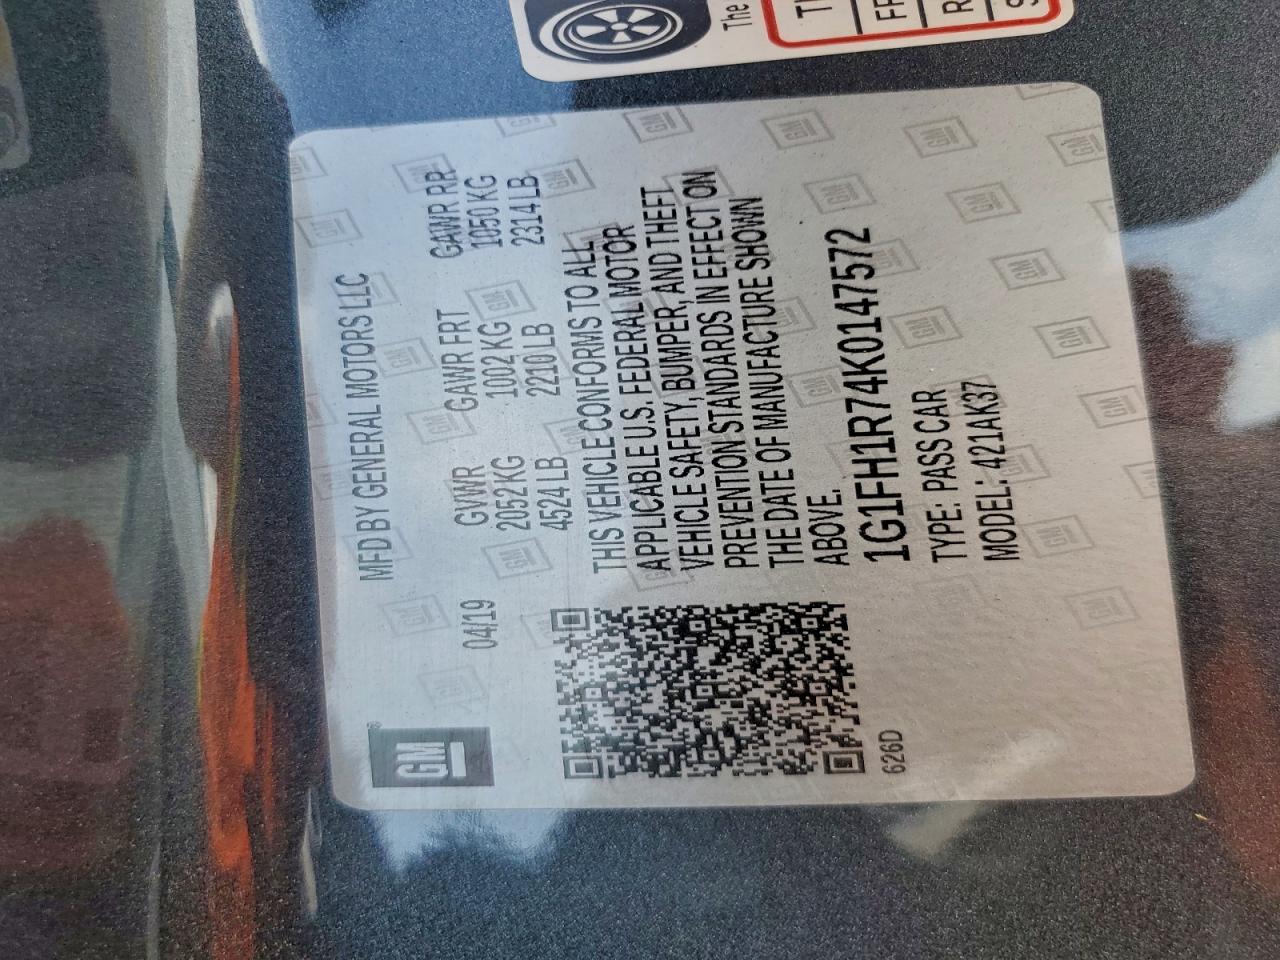 GM®
MFD BY GENERAL MOTORS LLC
04/19
GVWR GAWR FRT GAWR RR
2052KG 1002 KG 1050 KG
4524 LB 2210 LB 2314 LB
THIS VEHICLE CONFORMS TO ALL
APPLICABLE U.S. FEDERAL MOTOR
VEHICLE SAFETY, BUMPER, AND THEFT
PREVENTION STANDARDS IN EFFECT ON
THE DATE OF MANUFACTURE SHOWN
ABOVE.
1G1FH1R74K0147572
TYPE: PASS CAR
MODEL: 421AK37
626D
The